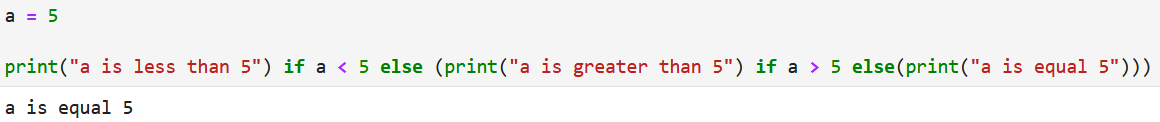 a = 5
print("a is less than 5") if a < 5 else (print("a is greater than 5") if a > 5 else(print("a is equal 5")))
a is equal 5